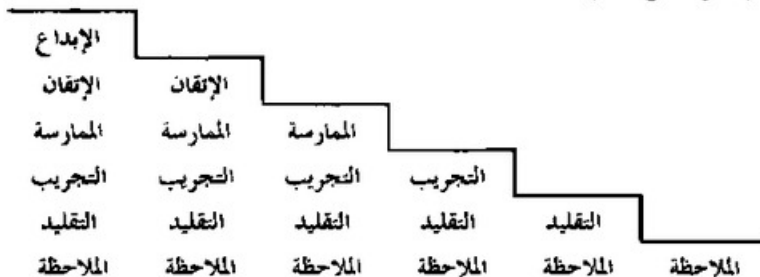 الإبداع
الإتقان الإتقان
الممارسة الممارسة الممارسة
التجريب التجريب التجريب التجريب
التقليد التقليد التقليد التقليد التقليد
الملاحظة الملاحظة الملاحظة الملاحظة الملاحظة الملاحظة